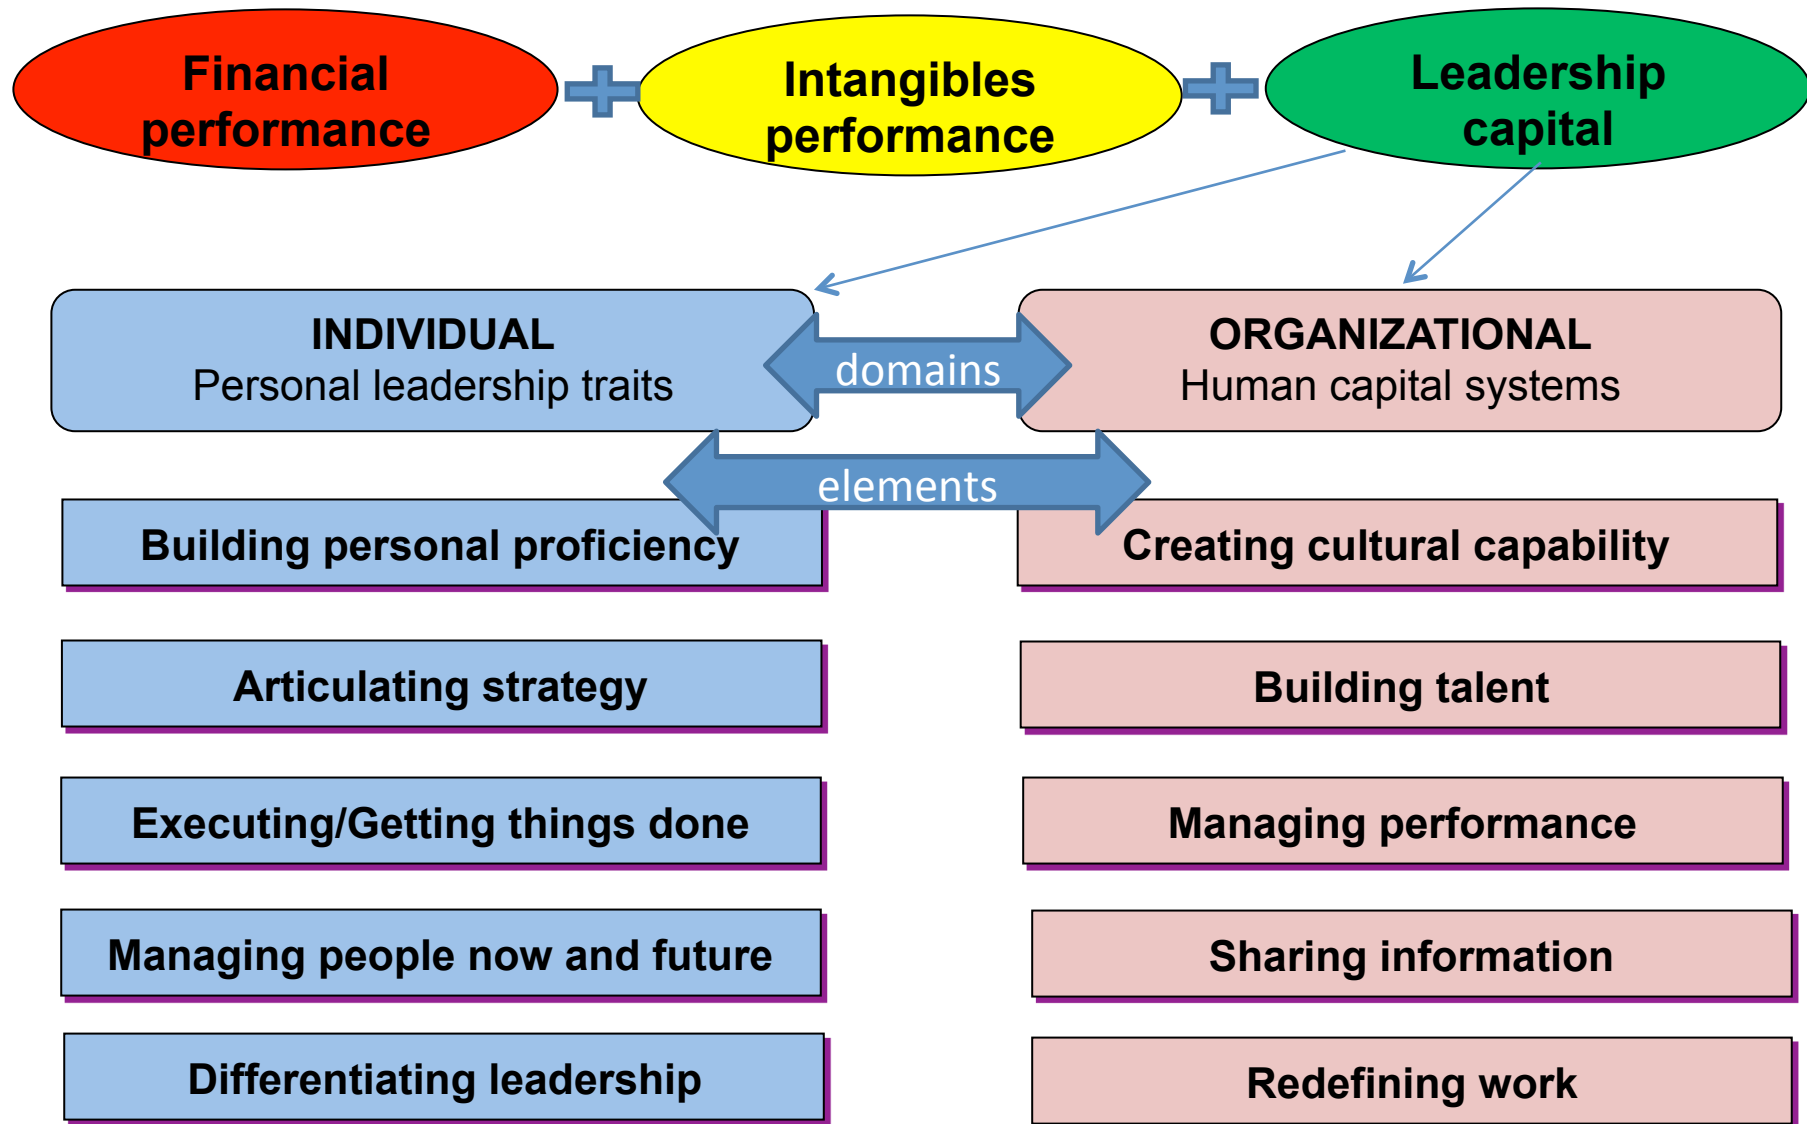 Financial
performance
Intangibles
performance
Leadership
capital
INDIVIDUAL
Personal leadership traits
domains
ORGANIZATIONAL
Human capital systems
elements
Building personal proficiency
Creating cultural capability
Articulating strategy
Building talent
Executing/Getting things done
Managing performance
Managing people now and future
Sharing information
Differentiating leadership
Redefining work